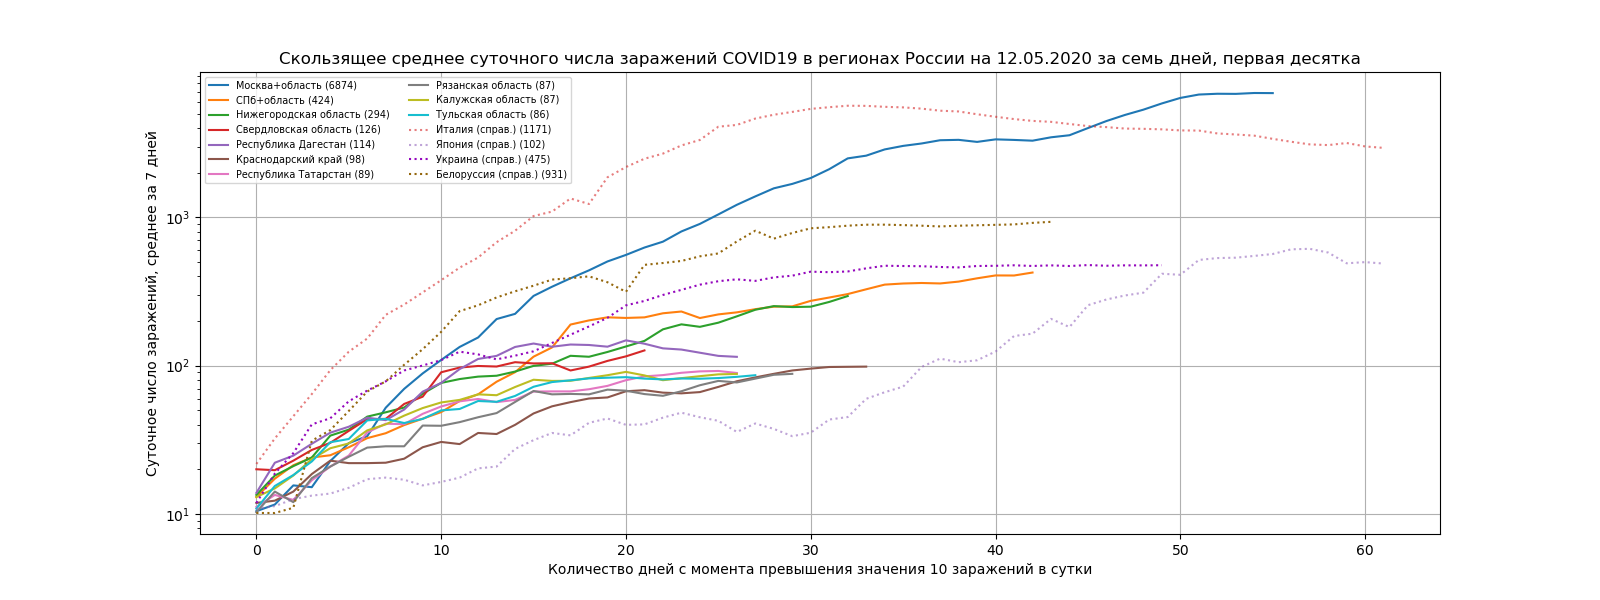 Скользящее среднее суточного числа заражений COVID19 в регионах России на 12.05.2020 за семь дней, первая десятка
Москва+область (6874)
СПб+область (424)
Нижегородская область (294)
Свердловская область (126)
Республика Дагестан (114)
Краснодарский край (98)
Республика Татарстан (89)
Рязанская область (87)
Калужская область (87)
Тульская область (86)
Италия (справ.) (1171)
Япония (справ.) (102)
Украина (справ.) (475)
Белоруссия (справ.) (931)
Суточное число заражений, среднее за 7 дней
10³
10²
10¹
0 10 20 30 40 50 60
Количество дней с момента превышения значения 10 заражений в сутки